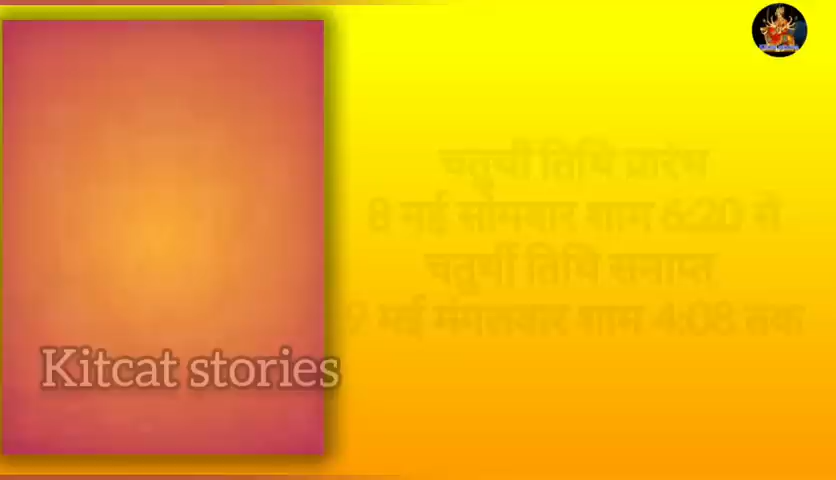 चतुर्थी तिथि प्रारंभ
8 मई सोमवार शाम 6:20 से
चतुर्थी तिथि समाप्त
9 मई मंगलवार शाम 4:08 तक
Kitcat stories